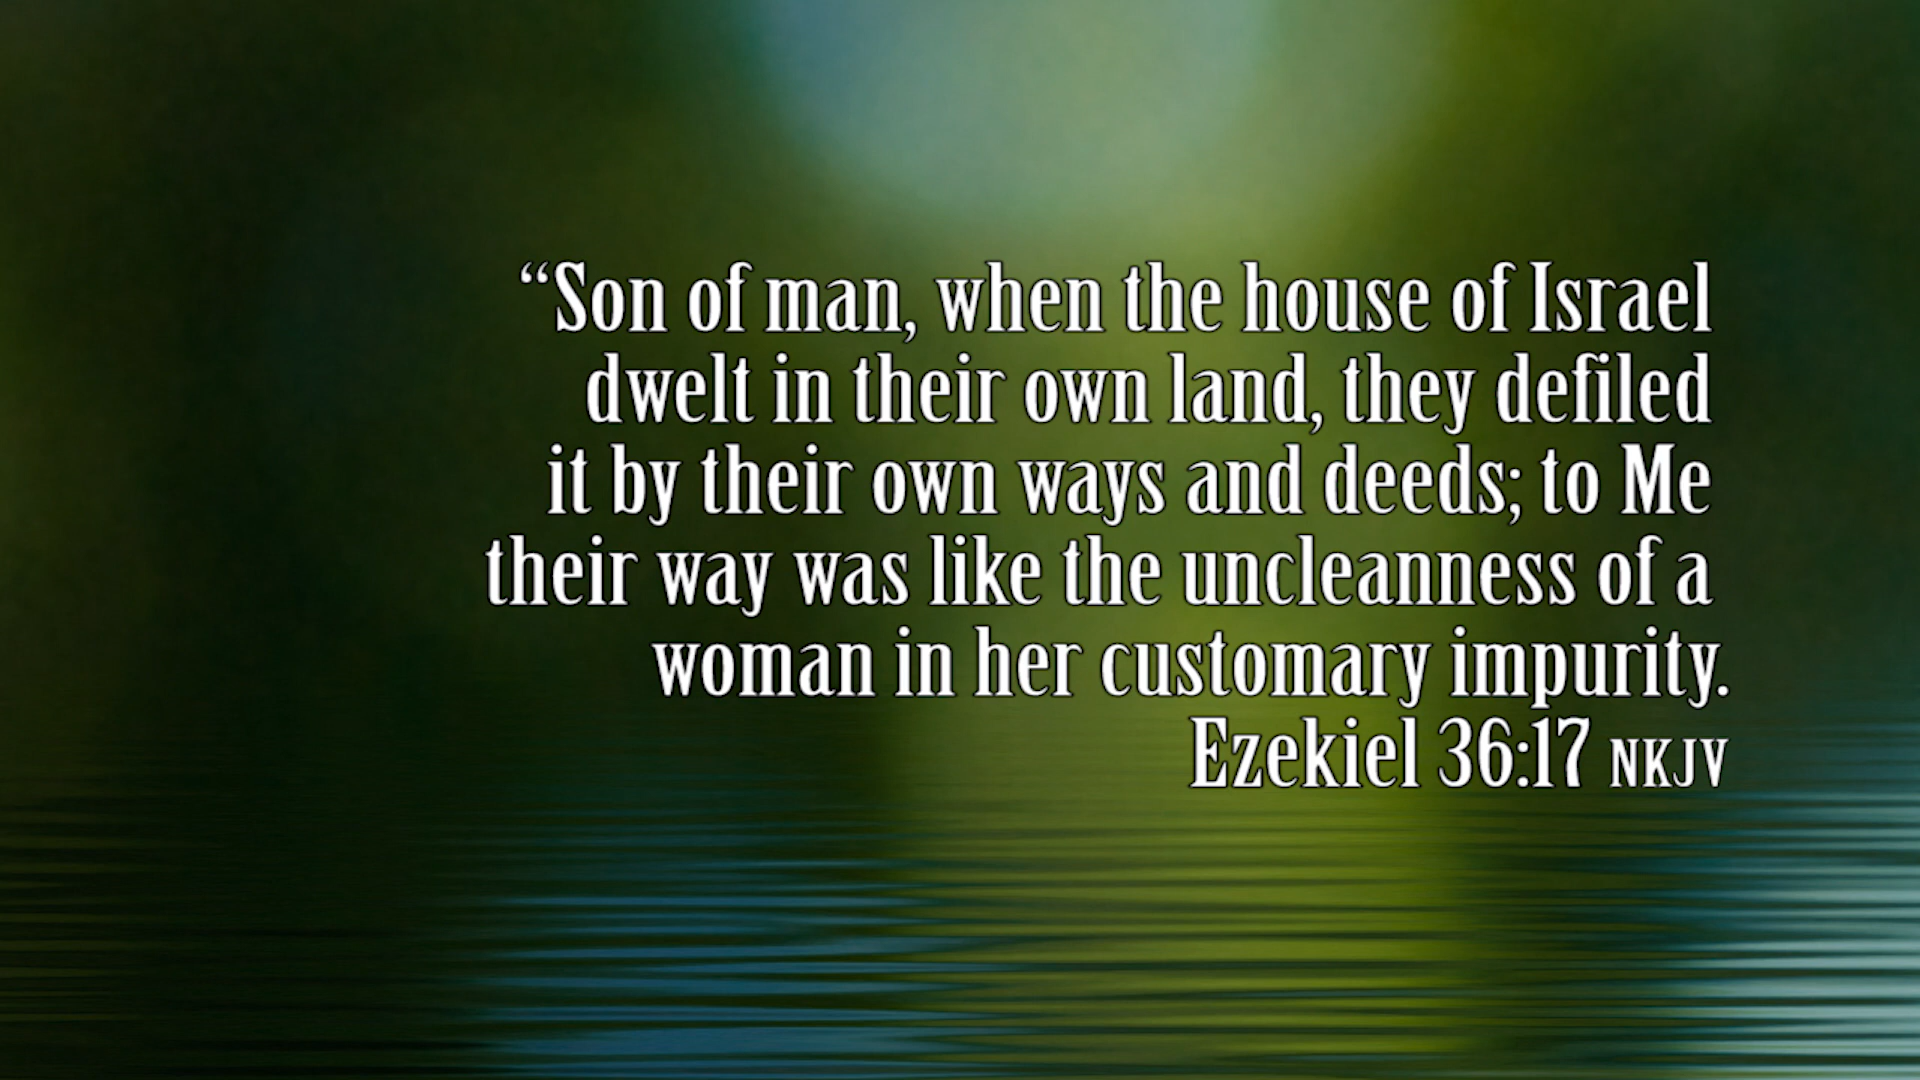 “Son of man, when the house of Israel
dwelt in their own land, they defiled
it by their own ways and deeds; to Me
their way was like the uncleanness of a
woman in her customary impurity.
Ezekiel 36:17 NKJV